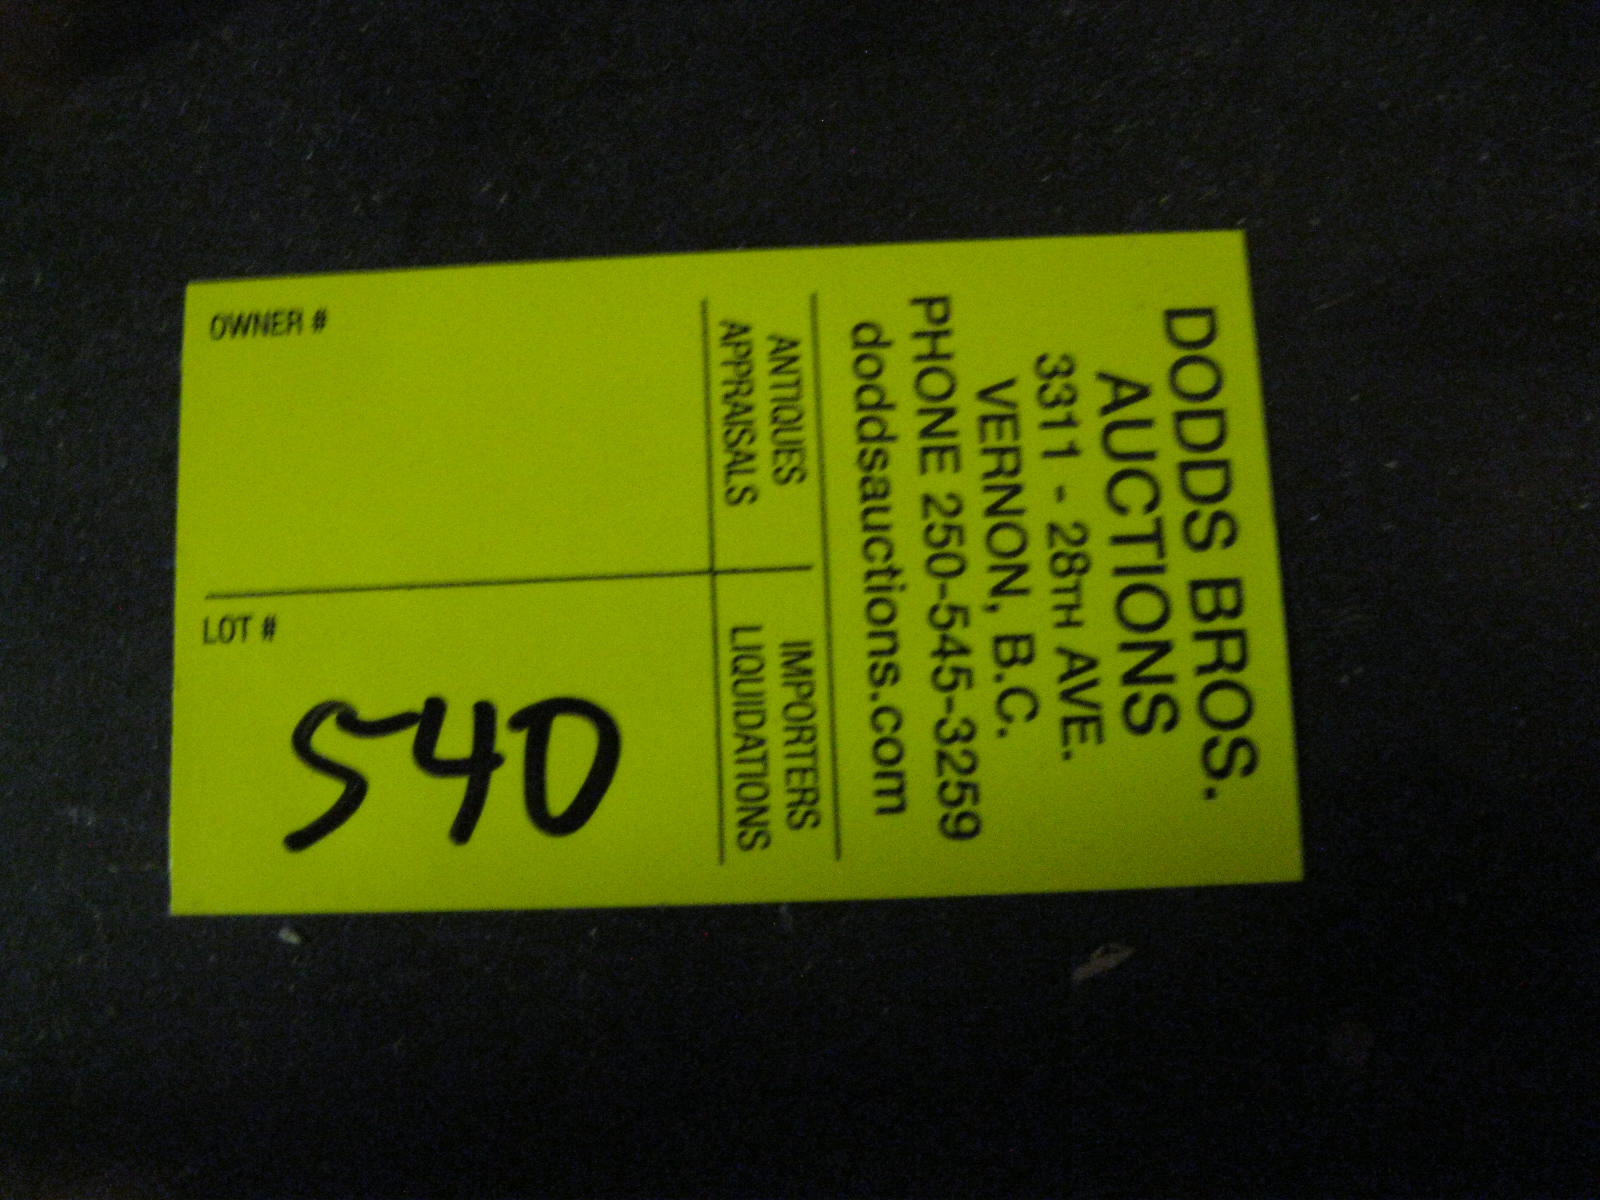 DODDS BROS.
AUCTIONS
3311 - 28TH AVE.
VERNON, B.C.
PHONE 250-545-3259
doddsauctions.com
ANTIQUES
APPRAISALS
IMPORTERS
LIQUIDATIONS
OWNER #
LOT #
540